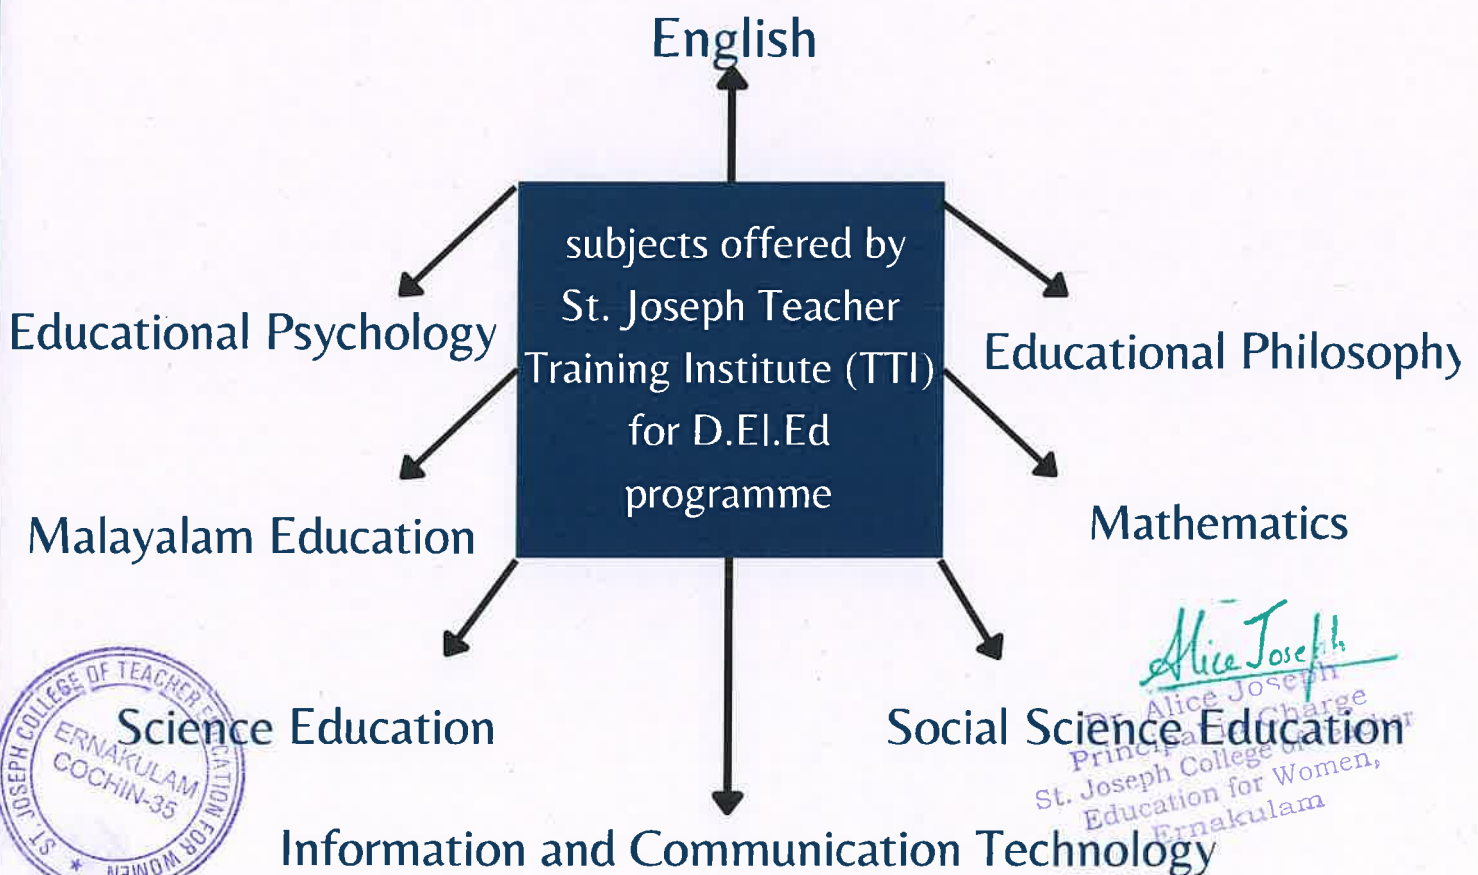 English
subjects offered by
St. Joseph Teacher
Training Institute (TTI)
for D.El.Ed
programme
Educational Psychology
Educational Philosophy
Malayalam Education
Mathematics
Science Education
Social Science Education
Information and Communication Technology
Alice Joseph
Dr. Alice Joseph
Principal in Charge
St. Joseph College of Teacher
Education for Women,
Ernakulam
ST. JOSEPH COLLEGE OF TEACHER EDUCATION FOR WOMEN
ERNAKULAM
COCHIN-35